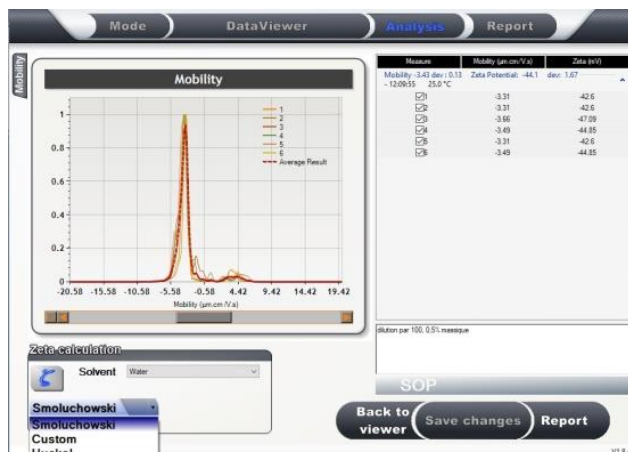 Mode DataViewer Analysis Report
Mobility
Mobility
1
2
3
4
5
6
Average Result
1
0.8
0.6
0.4
0.2
0
-20.58 -15.58 -10.58 -5.58 -0.58 4.42 9.42 14.42 19.42
Mobility (µm.cm /V.s)
Measure Mobility (µm.cm/V.s) Zeta (mV)
Mobility -3.43 dev : 0.13 Zeta Potential: -44.1 dev: 1.67
- 12:09:55 25.0 °C
1 -3.31 -42.6
2 -3.31 -42.6
3 -3.66 -47.09
4 -3.49 -44.85
5 -3.31 -42.6
6 -3.49 -44.85
dilution par 100. 0,5% massique
SOP
Zeta calculation
Solvent Water
Smoluchowski
Smoluchowski
Custom
Back to viewer Save changes Report